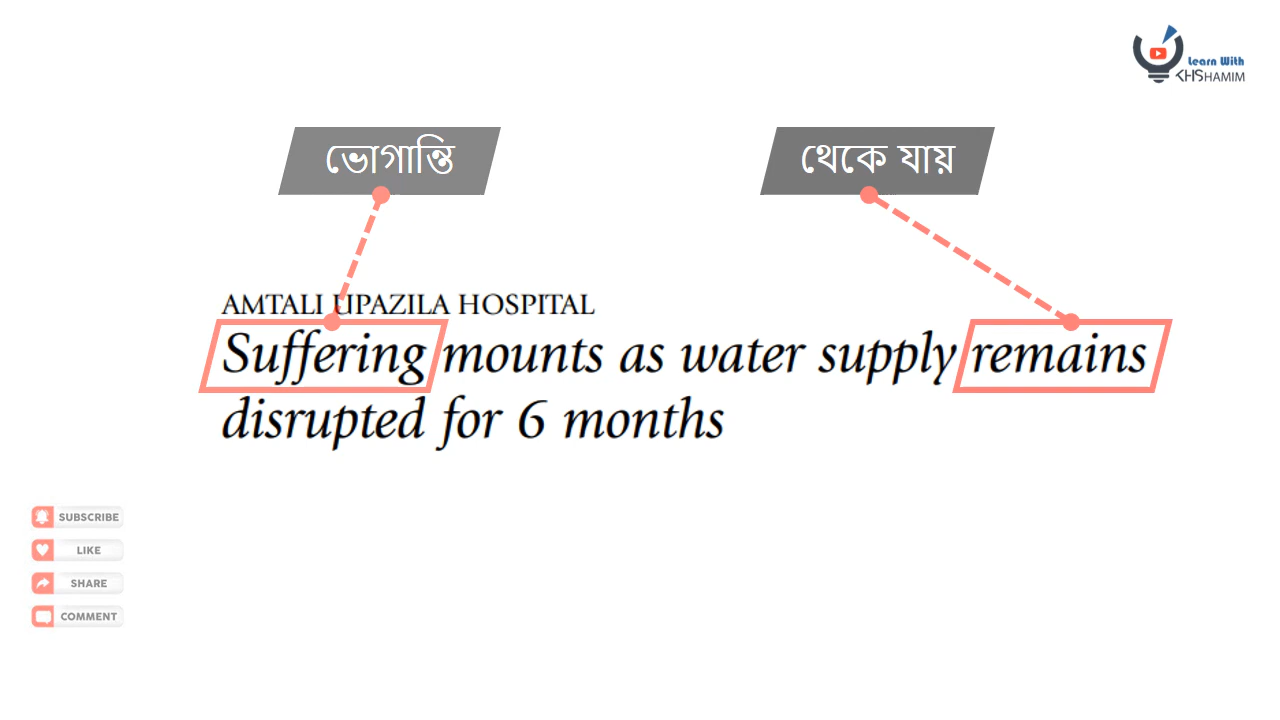 Learn With
KHSHAMIM
ভোগান্তি
থেকে যায়
AMTALI UPAZILA HOSPITAL
Suffering mounts as water supply remains
disrupted for 6 months
SUBSCRIBE
LIKE
SHARE
COMMENT